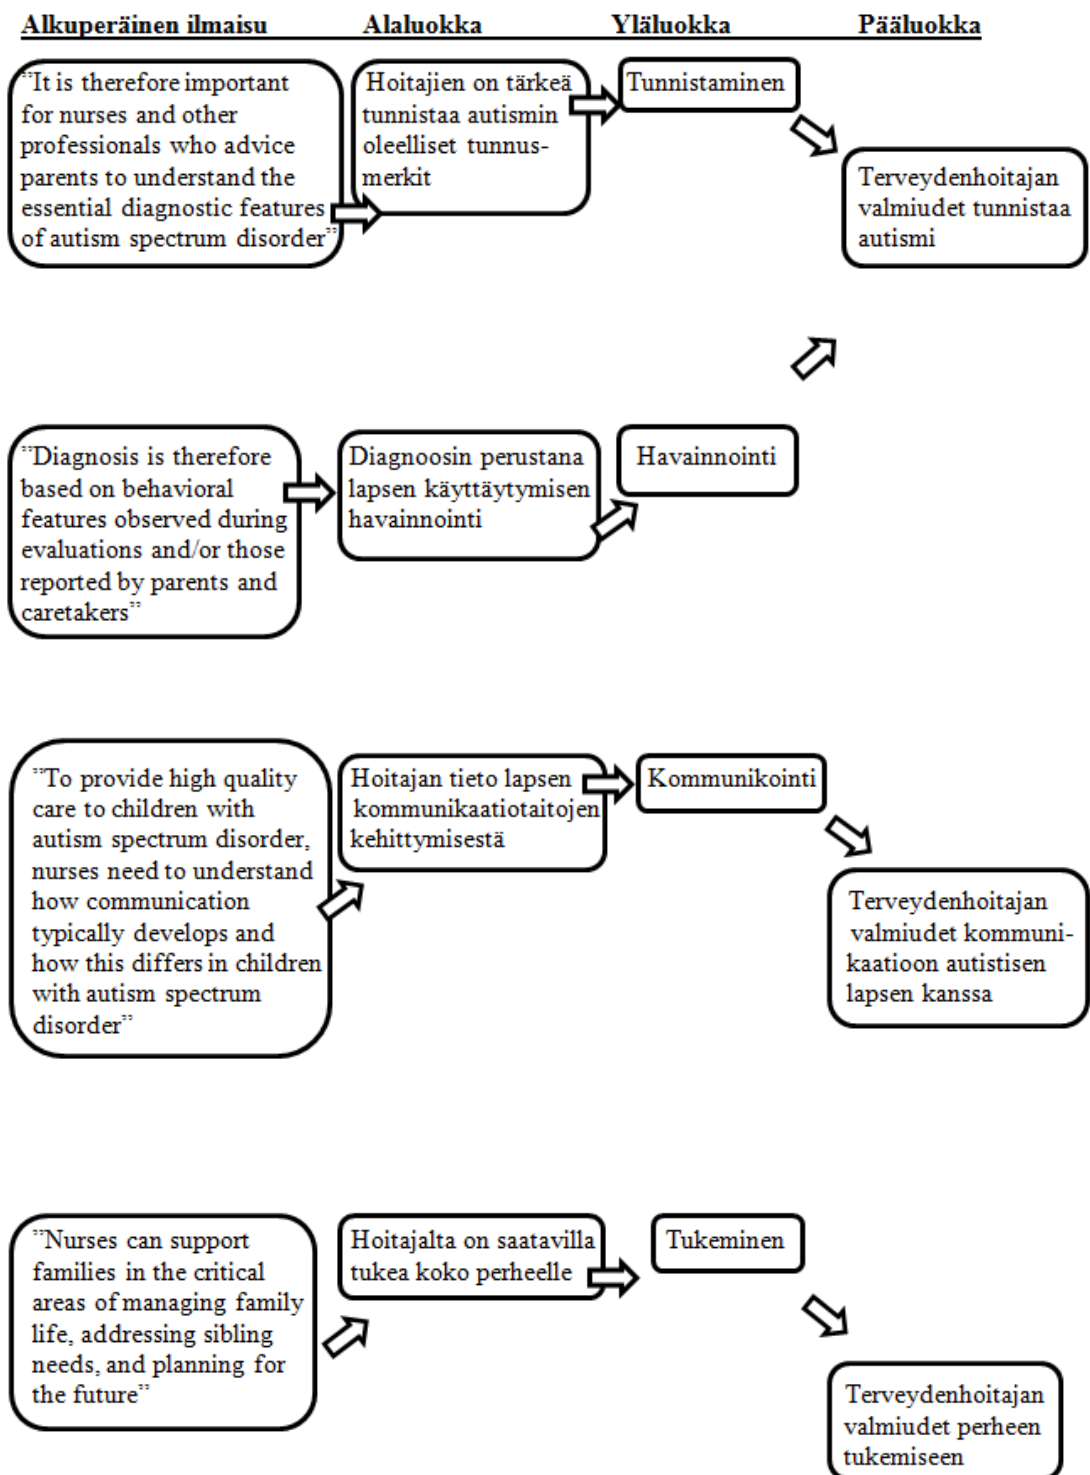 Alkuperäinen ilmaisu Alaluokka Yläluokka Pääluokka
”It is therefore important
for nurses and other
professionals who advice
parents to understand the
essential diagnostic features
of autism spectrum disorder”
Hoitajien on tärkeä
tunnistaa autismin
oleelliset tunnus-
merkit
Tunnistaminen
Terveydenhoitajan
valmiudet tunnistaa
autismi
”Diagnosis is therefore
based on behavioral
features observed during
evaluations and/or those
reported by parents and
caretakers”
Diagnoosin perustana
lapsen käyttäytymisen
havainnointi
Havainnointi
”To provide high quality
care to children with
autism spectrum disorder,
nurses need to understand
how communication
typically develops and
how this differs in children
with autism spectrum
disorder”
Hoitajan tieto lapsen
kommunikaatiotaitojen
kehittymisestä
Kommunikointi
Terveydenhoitajan
valmiudet kommuni-
kaatioon autistisen
lapsen kanssa
”Nurses can support
families in the critical
areas of managing family
life, addressing sibling
needs, and planning for
the future”
Hoitajalta on saatavilla
tukea koko perheelle
Tukeminen
Terveydenhoitajan
valmiudet perheen
tukemiseen